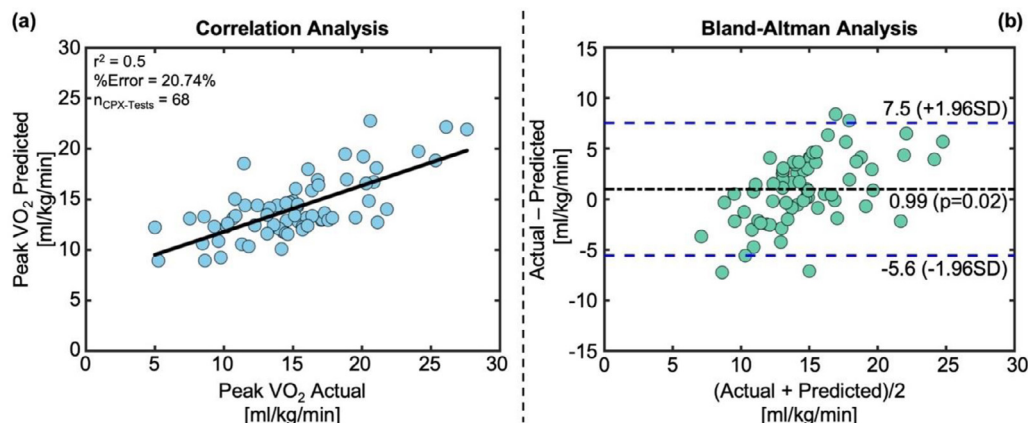 (a)
Correlation Analysis
r² = 0.5
%Error = 20.74%
nCPX-Tests = 68
Peak VO₂ Predicted
[ml/kg/min]
30
25
20
15
10
5
0
0 5 10 15 20 25 30
Peak VO₂ Actual
[ml/kg/min]
(b)
Bland-Altman Analysis
7.5 (+1.96SD)
0.99 (p=0.02)
-5.6 (-1.96SD)
Actual – Predicted
[ml/kg/min]
15
10
5
0
-5
-10
-15
0 5 10 15 20 25 30
(Actual + Predicted)/2
[ml/kg/min]